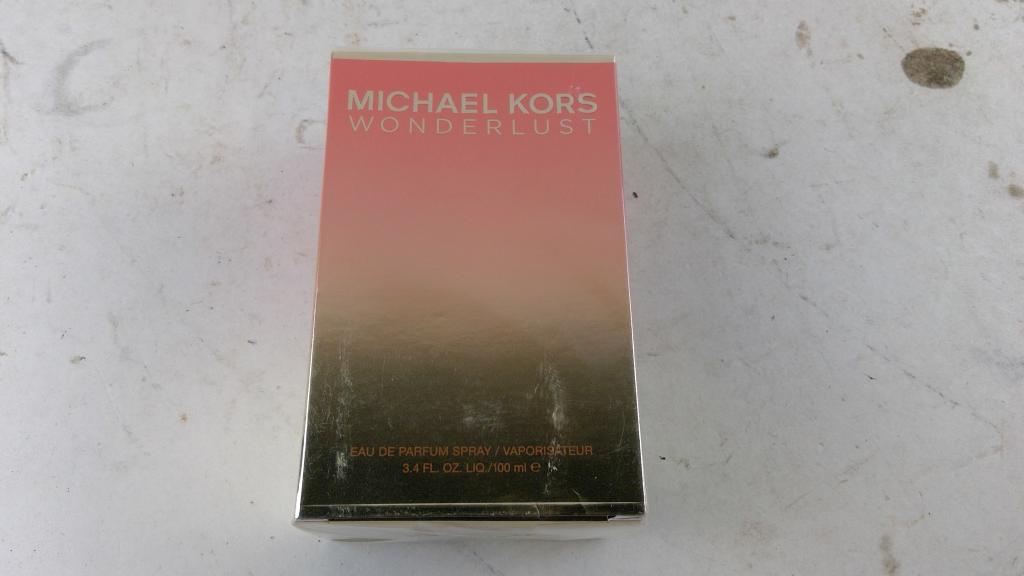 MICHAEL KORS
WONDERLUST
EAU DE PARFUM SPRAY / VAPORISATEUR
3.4 FL. OZ. LIQ./100 ml ℮